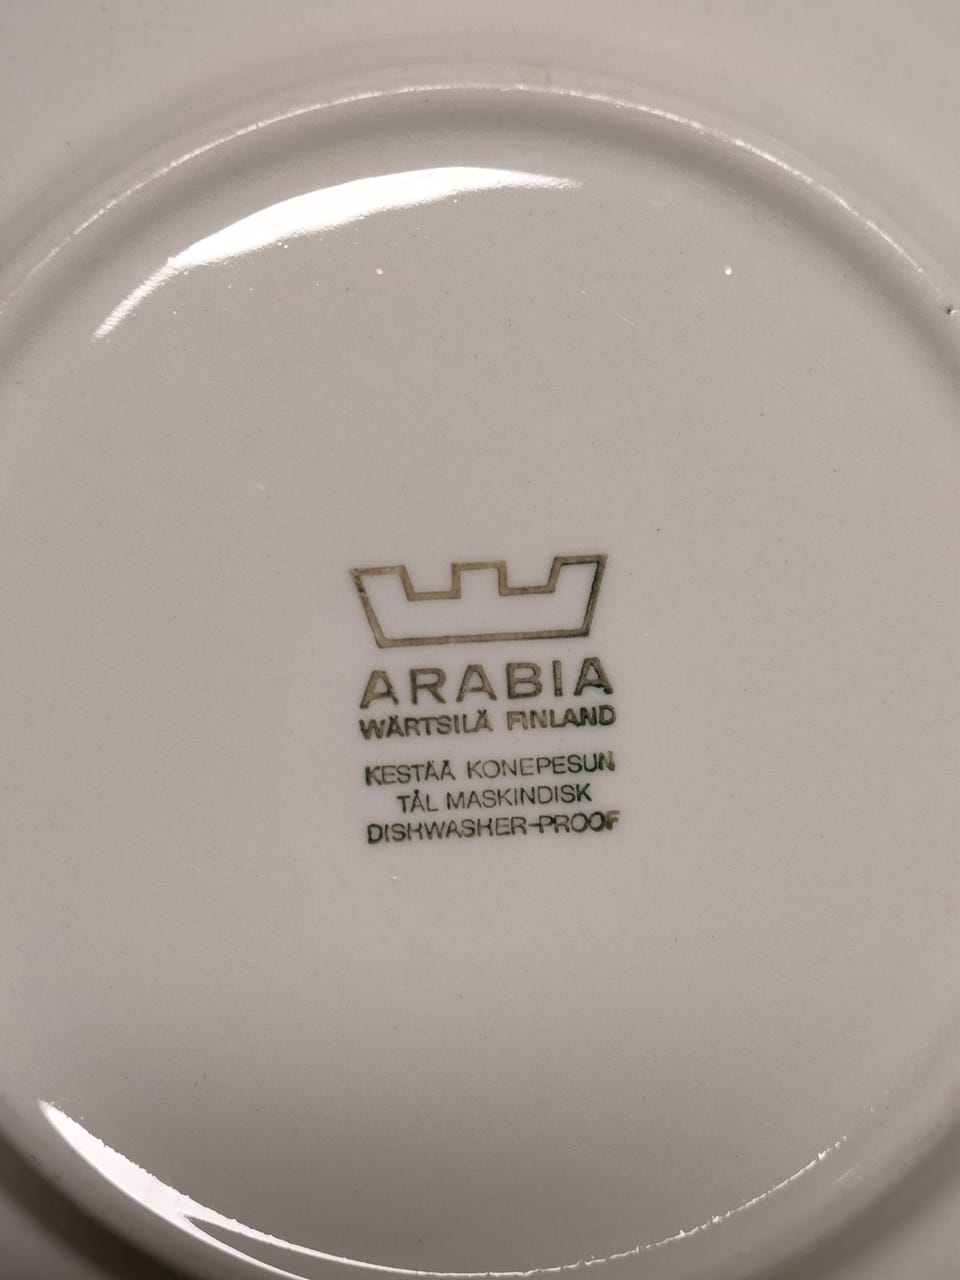 ARABIA
WÄRTSILÄ FINLAND
KESTÄÄ KONEPESUN
TÅL MASKINDISK
DISHWASHER-PROOF